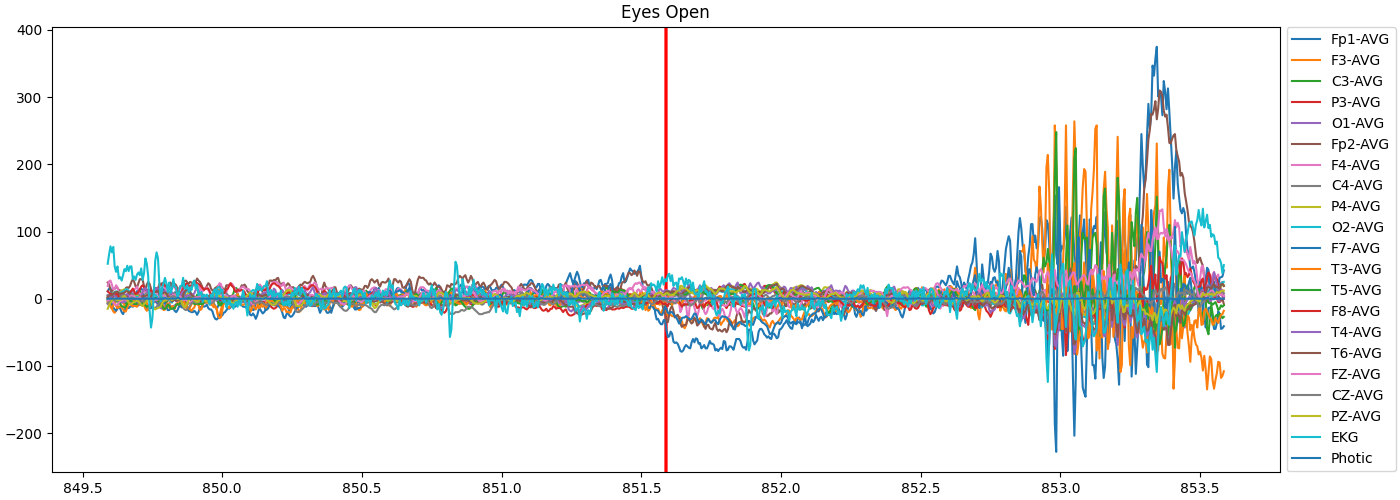 Eyes Open
400
300
200
100
0
−100
−200
849.5 850.0 850.5 851.0 851.5 852.0 852.5 853.0 853.5
Fp1-AVG
F3-AVG
C3-AVG
P3-AVG
O1-AVG
Fp2-AVG
F4-AVG
C4-AVG
P4-AVG
O2-AVG
F7-AVG
T3-AVG
T5-AVG
F8-AVG
T4-AVG
T6-AVG
FZ-AVG
CZ-AVG
PZ-AVG
EKG
Photic